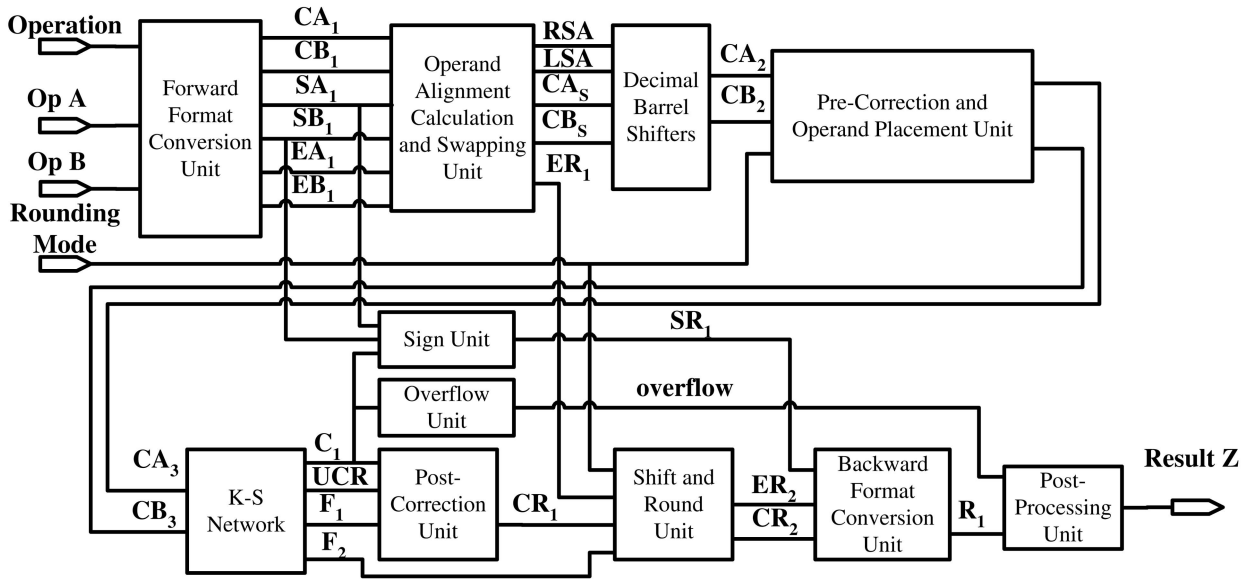 Operation
Op A
Op B
Rounding
Mode
Forward
Format
Conversion
Unit
CA₁
CB₁
SA₁
SB₁
EA₁
EB₁
Operand
Alignment
Calculation
and Swapping
Unit
RSA
LSA
CAₛ
CBₛ
ER₁
Decimal
Barrel
Shifters
CA₂
CB₂
Pre-Correction and
Operand Placement Unit
Sign Unit
SR₁
Overflow
Unit
overflow
CA₃
CB₃
K-S
Network
C₁
UCR
F₁
F₂
Post-
Correction
Unit
CR₁
Shift and
Round
Unit
ER₂
CR₂
Backward
Format
Conversion
Unit
R₁
Post-
Processing
Unit
Result Z